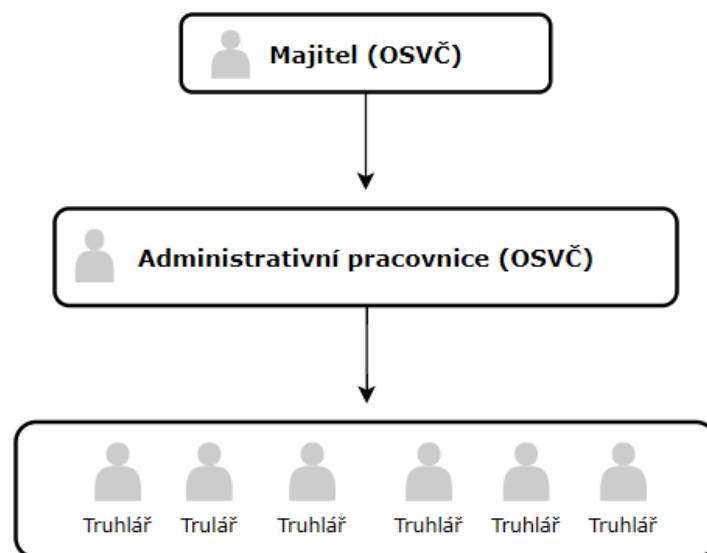 Majitel (OSVČ)
Administrativní pracovnice (OSVČ)
Truhlář Trulář Truhlář Truhlář Truhlář Truhlář